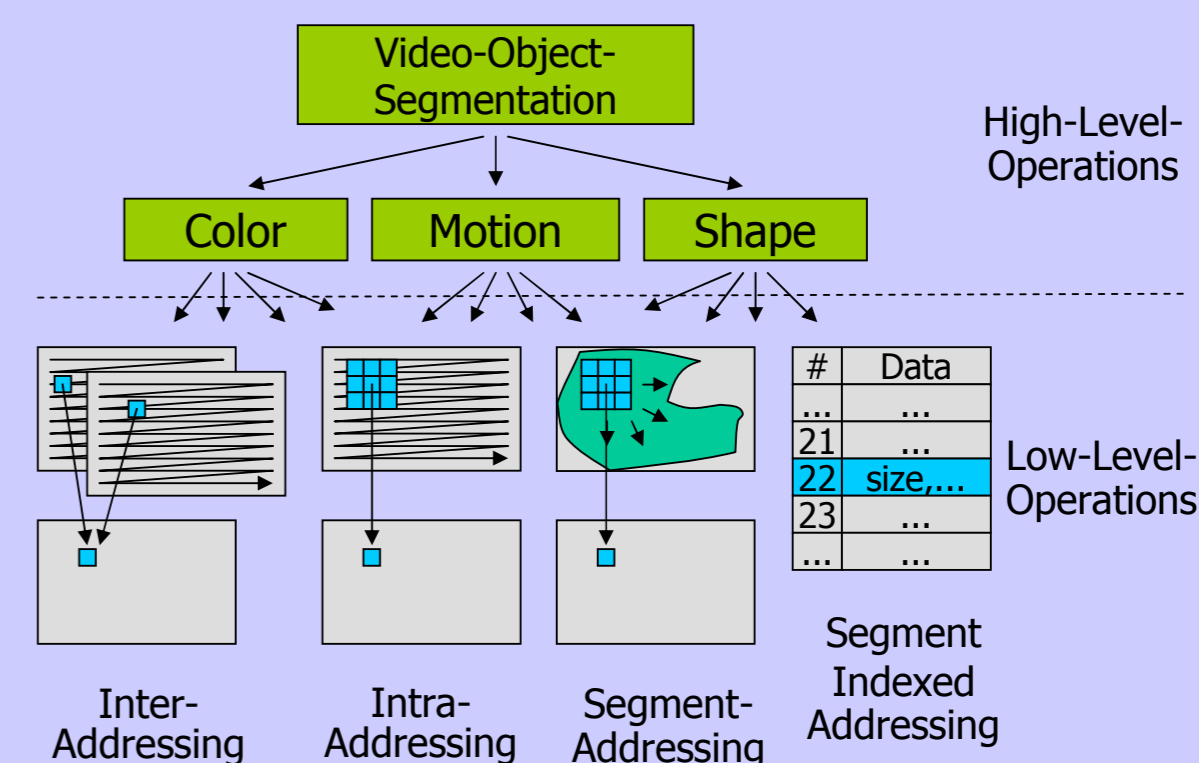 Video-Object-
Segmentation
High-Level-
Operations
Color
Motion
Shape
# Data
... ...
21 ...
22 size,...
23 ...
... ...
Low-Level-
Operations
Inter-
Addressing
Intra-
Addressing
Segment-
Addressing
Segment
Indexed
Addressing